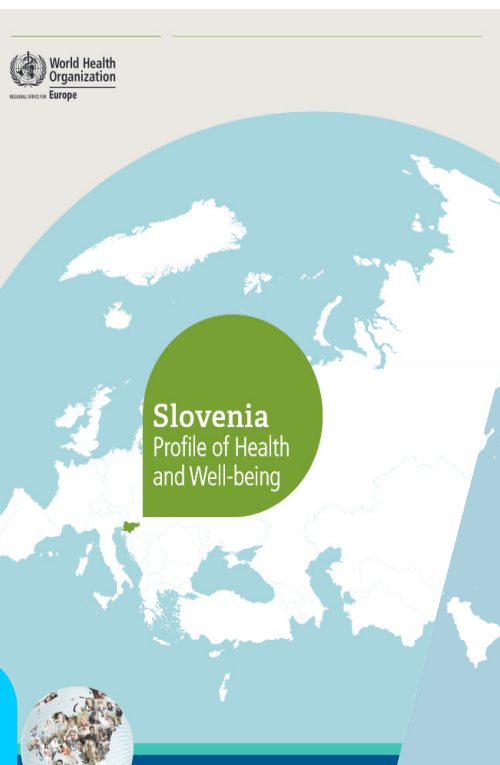 World Health
Organization
REGIONAL OFFICE FOR Europe
Slovenia
Profile of Health
and Well-being